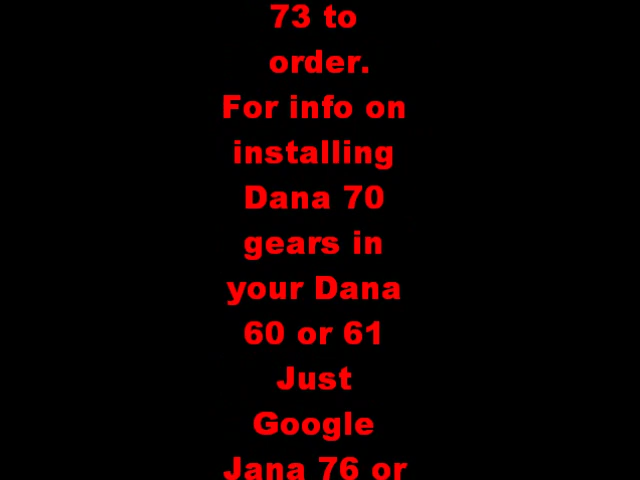 73 to
order.
For info on
installing
Dana 70
gears in
your Dana
60 or 61
Just
Google
Jana 76 or